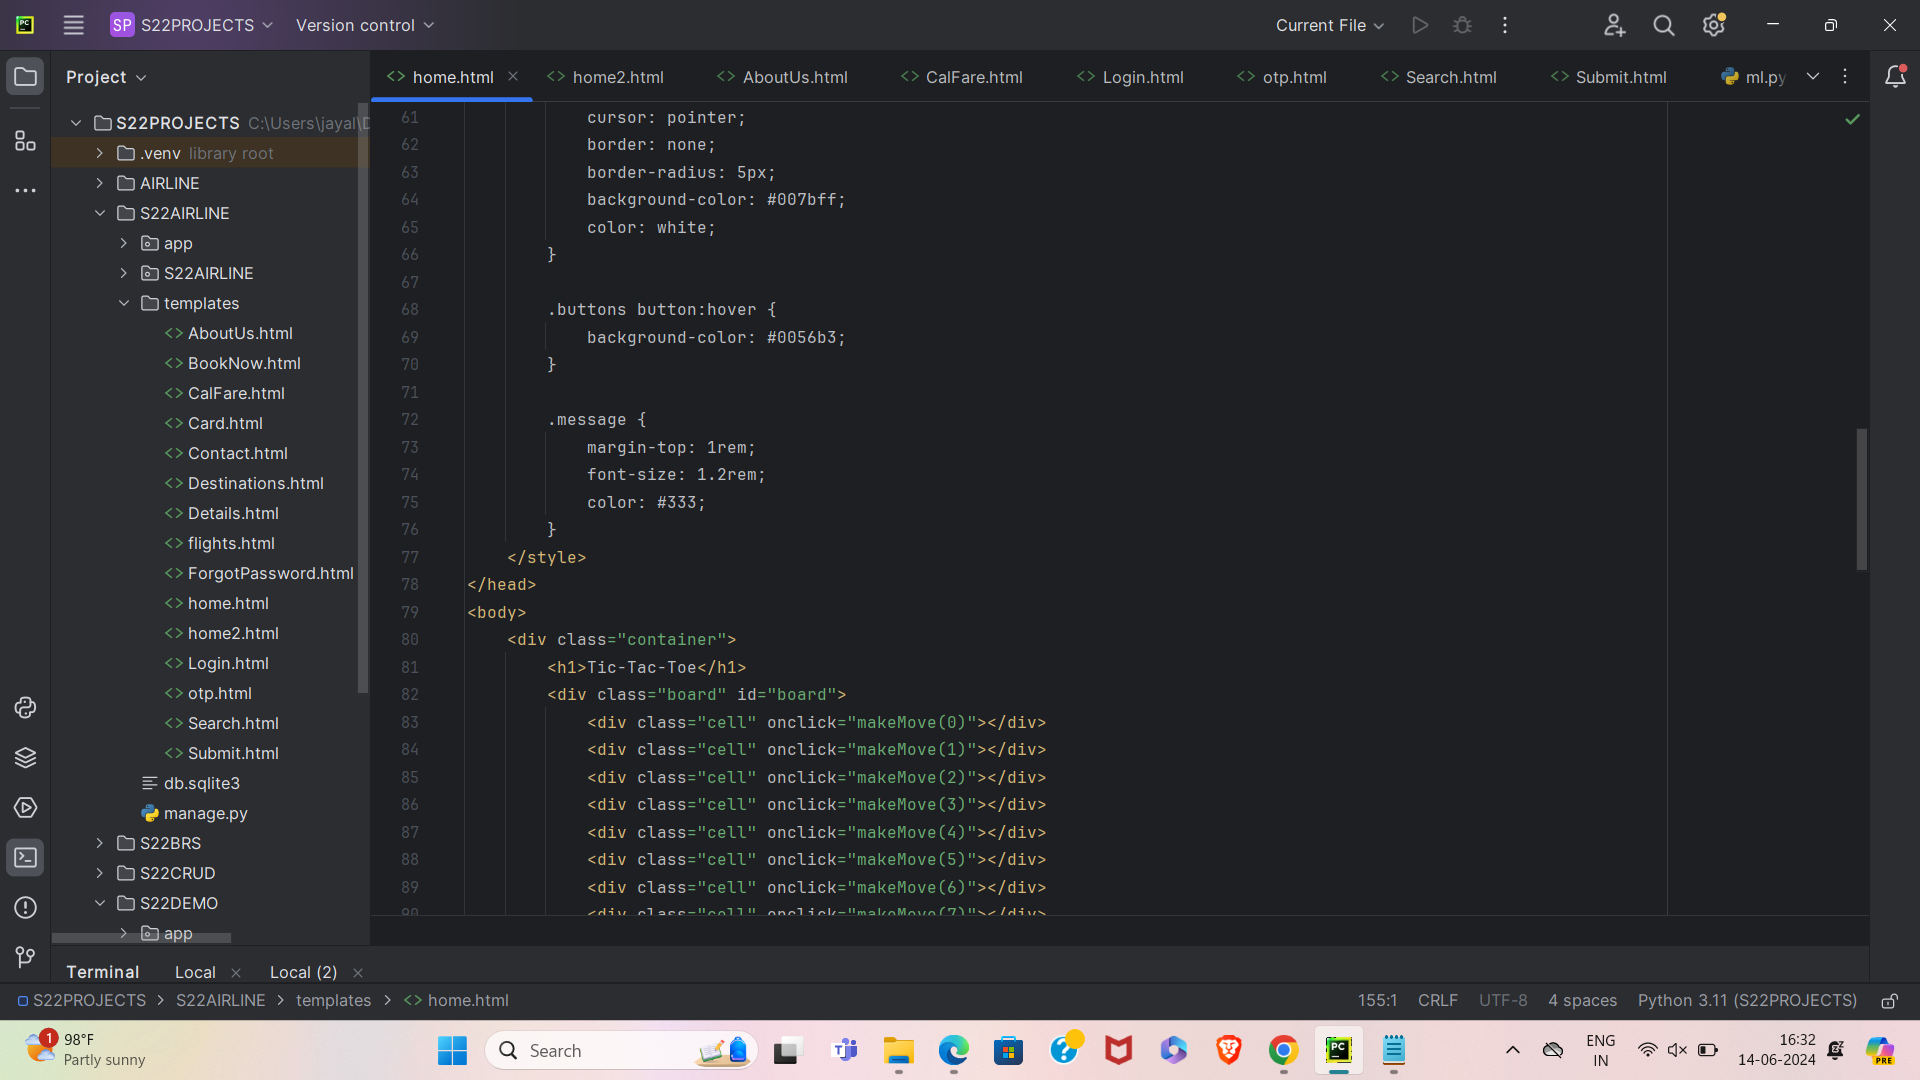 PC
SP S22PROJECTS Version control Current File
Project
home.html home2.html AboutUs.html CalFare.html Login.html otp.html Search.html Submit.html ml.py
S22PROJECTS C:\Users\jayal\
.venv library root
AIRLINE
S22AIRLINE
app
S22AIRLINE
templates
AboutUs.html
BookNow.html
CalFare.html
Card.html
Contact.html
Destinations.html
Details.html
flights.html
ForgotPassword.html
home.html
home2.html
Login.html
otp.html
Search.html
Submit.html
db.sqlite3
manage.py
S22BRS
S22CRUD
S22DEMO
app
61 cursor: pointer;
62 border: none;
63 border-radius: 5px;
64 background-color: #007bff;
65 color: white;
66 }
67
68 .buttons button:hover {
69 background-color: #0056b3;
70 }
71
72 .message {
73 margin-top: 1rem;
74 font-size: 1.2rem;
75 color: #333;
76 }
77 </style>
78 </head>
79 <body>
80 <div class="container">
81 <h1>Tic-Tac-Toe</h1>
82 <div class="board" id="board">
83 <div class="cell" onclick="makeMove(0)"></div>
84 <div class="cell" onclick="makeMove(1)"></div>
85 <div class="cell" onclick="makeMove(2)"></div>
86 <div class="cell" onclick="makeMove(3)"></div>
87 <div class="cell" onclick="makeMove(4)"></div>
88 <div class="cell" onclick="makeMove(5)"></div>
89 <div class="cell" onclick="makeMove(6)"></div>
90 <div class="cell" onclick="makeMove(7)"></div>
Terminal Local Local (2)
S22PROJECTS > S22AIRLINE > templates > home.html 155:1 CRLF UTF-8 4 spaces Python 3.11 (S22PROJECTS)
1 98°F
Partly sunny
Search
ENG
IN
16:32
14-06-2024
PRE